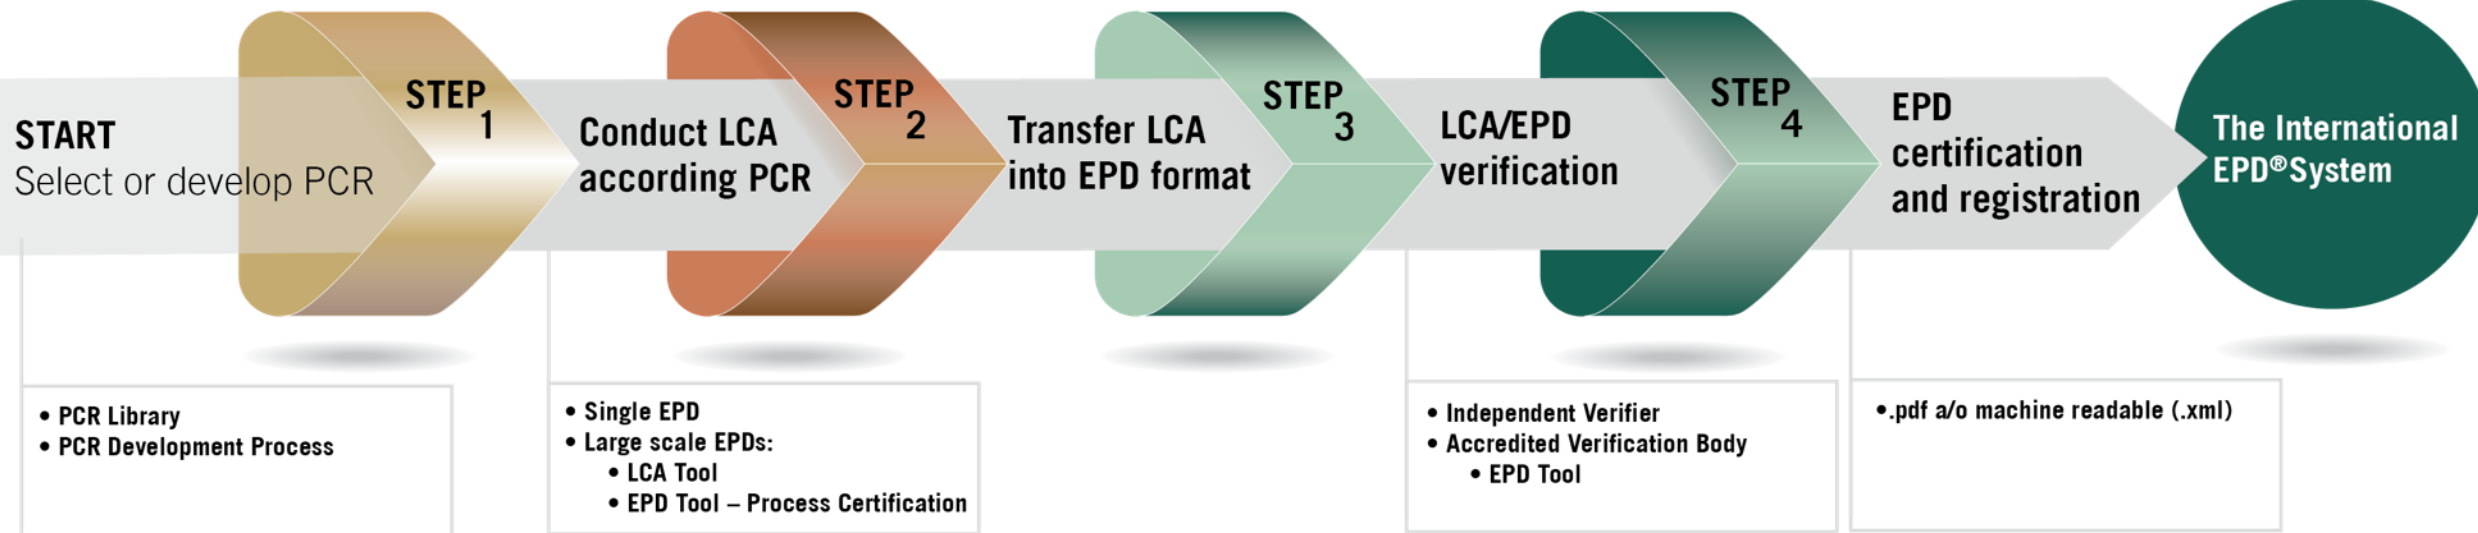 START
Select or develop PCR
STEP 1
Conduct LCA
according PCR
STEP 2
Transfer LCA
into EPD format
STEP 3
LCA/EPD
verification
STEP 4
EPD
certification
and registration
The International
EPD®System
• PCR Library
• PCR Development Process
• Single EPD
• Large scale EPDs:
• LCA Tool
• EPD Tool – Process Certification
• Independent Verifier
• Accredited Verification Body
• EPD Tool
•.pdf a/o machine readable (.xml)